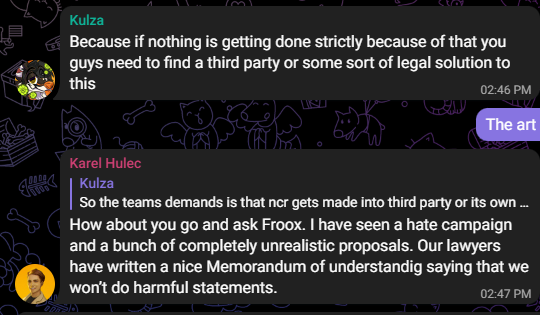 Kulza
Because if nothing is getting done strictly because of that you
guys need to find a third party or some sort of legal solution to
this
02:46 PM
The art
Karel Hulec
Kulza
So the teams demands is that ncr gets made into third party or its own ...
How about you go and ask Froox. I have seen a hate campaign
and a bunch of completely unrealistic proposals. Our lawyers
have written a nice Memorandum of understandig saying that we
won't do harmful statements.
02:47 PM